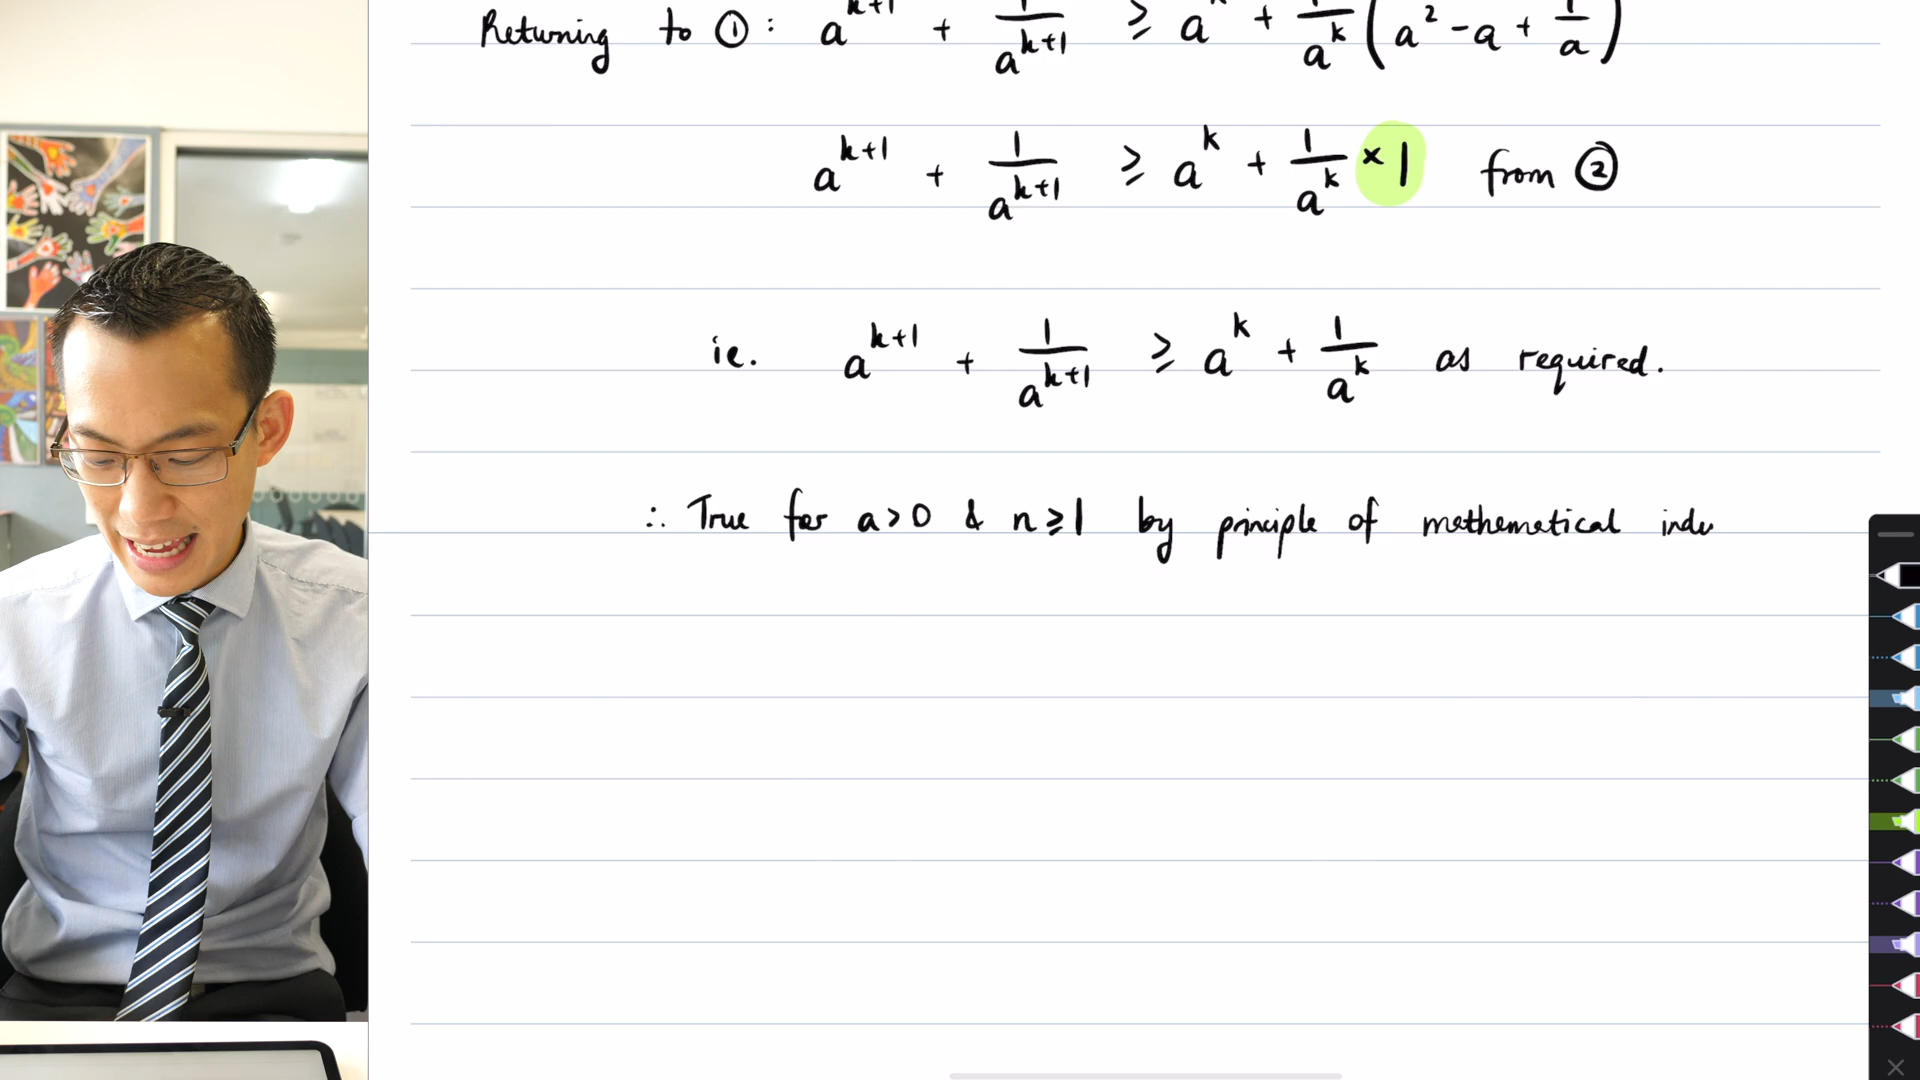 Returning to ①: a^{k+1} + 1/a^{k+1} ≥ a^k + 1/a^k (a² - a + 1/a)
a^{k+1} + 1/a^{k+1} ≥ a^k + 1/a^k × 1 from ②
ie. a^{k+1} + 1/a^{k+1} ≥ a^k + 1/a^k as required.
∴ True for a>0 & n≥1 by principle of mathematical indu